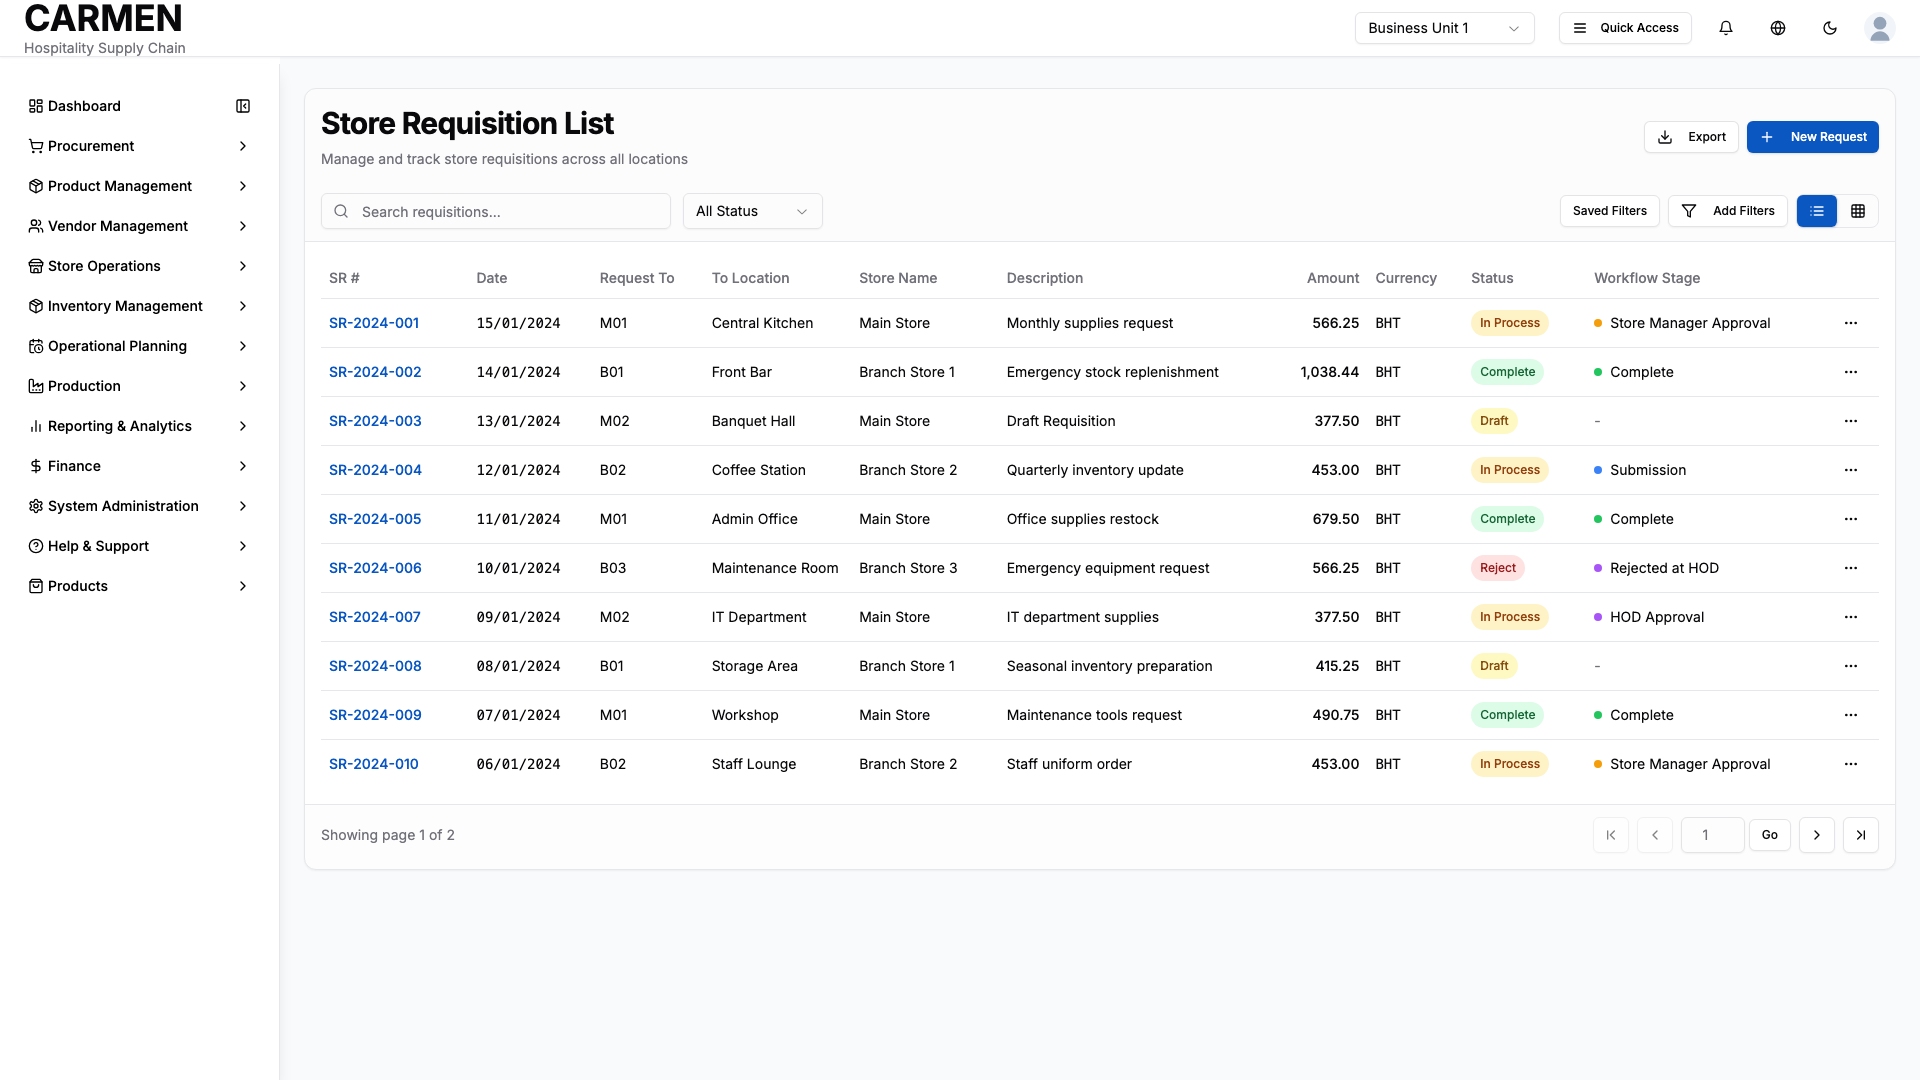 CARMEN
Hospitality Supply Chain
Business Unit 1
Quick Access
Dashboard
Procurement
Product Management
Vendor Management
Store Operations
Inventory Management
Operational Planning
Production
Reporting & Analytics
Finance
System Administration
Help & Support
Products
Store Requisition List
Manage and track store requisitions across all locations
Export
New Request
Search requisitions...
All Status
Saved Filters
Add Filters
SR # Date Request To To Location Store Name Description Amount Currency Status Workflow Stage
SR-2024-001 15/01/2024 M01 Central Kitchen Main Store Monthly supplies request 566.25 BHT In Process Store Manager Approval ...
SR-2024-002 14/01/2024 B01 Front Bar Branch Store 1 Emergency stock replenishment 1,038.44 BHT Complete Complete ...
SR-2024-003 13/01/2024 M02 Banquet Hall Main Store Draft Requisition 377.50 BHT Draft - ...
SR-2024-004 12/01/2024 B02 Coffee Station Branch Store 2 Quarterly inventory update 453.00 BHT In Process Submission ...
SR-2024-005 11/01/2024 M01 Admin Office Main Store Office supplies restock 679.50 BHT Complete Complete ...
SR-2024-006 10/01/2024 B03 Maintenance Room Branch Store 3 Emergency equipment request 566.25 BHT Reject Rejected at HOD ...
SR-2024-007 09/01/2024 M02 IT Department Main Store IT department supplies 377.50 BHT In Process HOD Approval ...
SR-2024-008 08/01/2024 B01 Storage Area Branch Store 1 Seasonal inventory preparation 415.25 BHT Draft - ...
SR-2024-009 07/01/2024 M01 Workshop Main Store Maintenance tools request 490.75 BHT Complete Complete ...
SR-2024-010 06/01/2024 B02 Staff Lounge Branch Store 2 Staff uniform order 453.00 BHT In Process Store Manager Approval ...
Showing page 1 of 2
1
Go